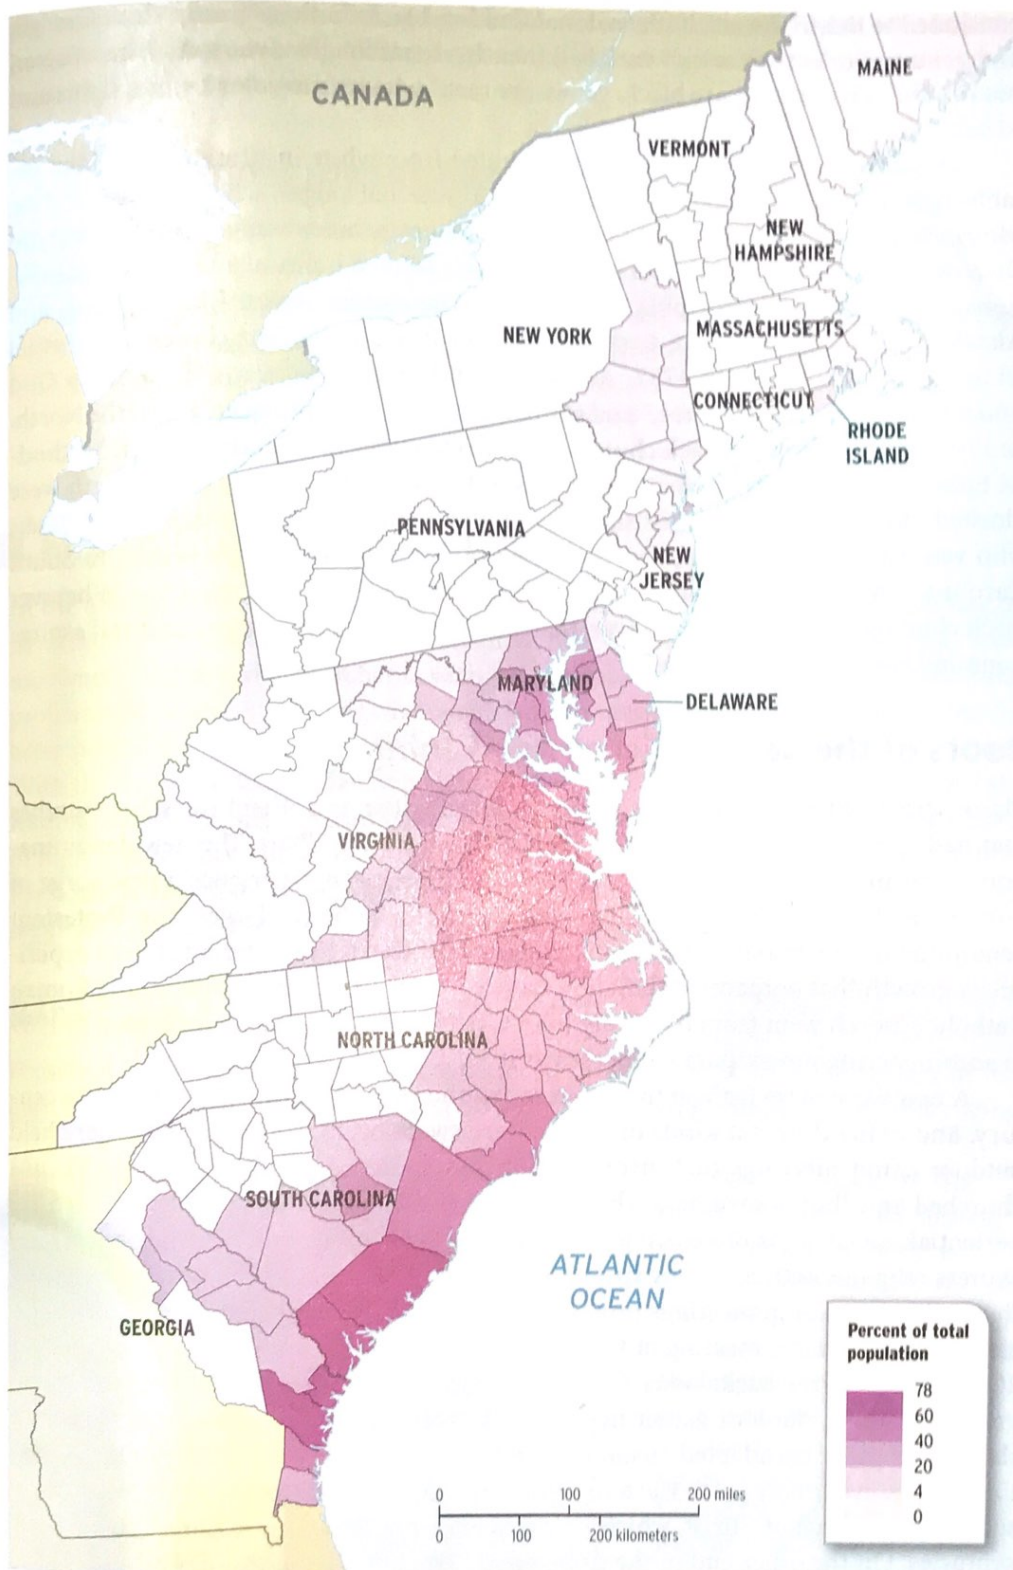 CANADA
MAINE
VERMONT
NEW
HAMPSHIRE
NEW YORK
MASSACHUSETTS
CONNECTICUT
RHODE
ISLAND
PENNSYLVANIA
NEW
JERSEY
MARYLAND
DELAWARE
VIRGINIA
NORTH CAROLINA
SOUTH CAROLINA
ATLANTIC
OCEAN
GEORGIA
Percent of total
population
78
60
40
20
4
0
0 100 200 miles
0 100 200 kilometers